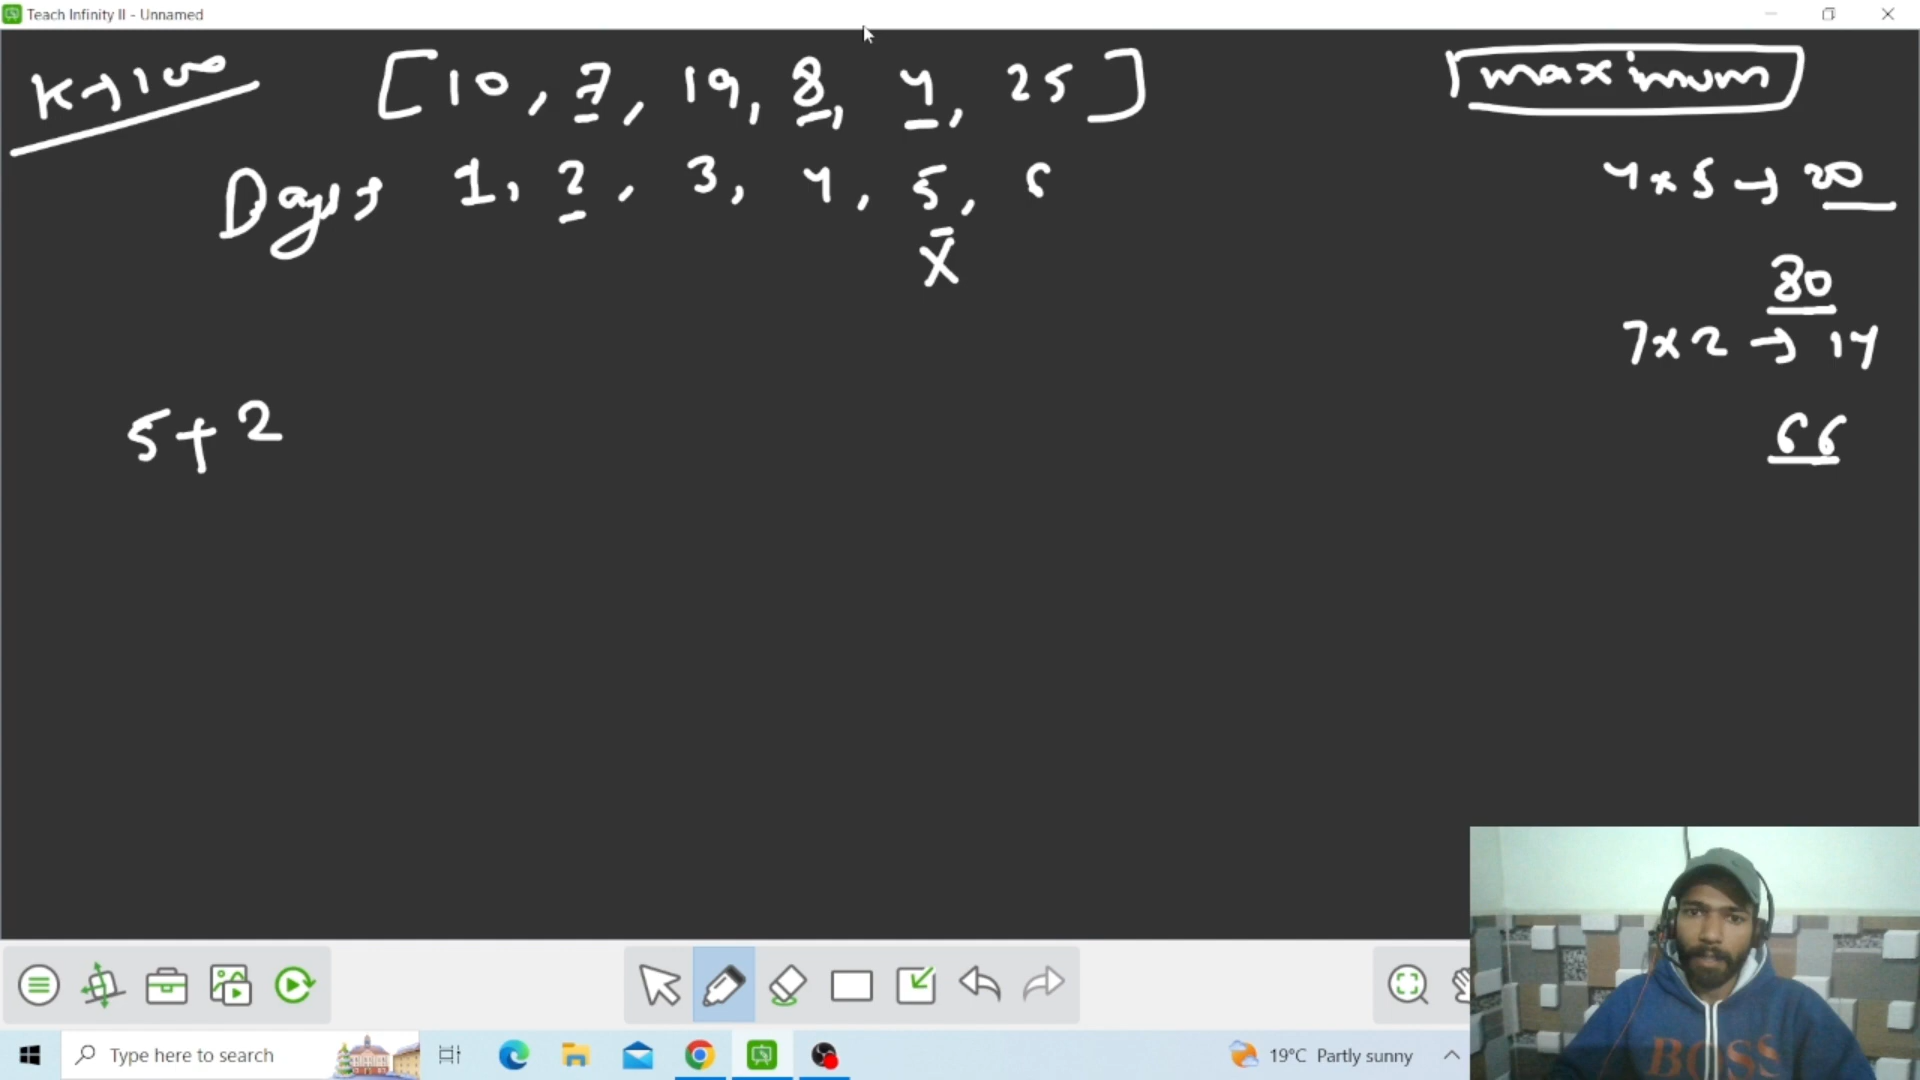 Teach Infinity II - Unnamed
K→100 [10, 7, 19, 8, 4, 25] maximum
Days → 1, 2, 3, 4, 5, 6
X
4×5 → 20
80
7×2 → 14
5+2
66
Type here to search
19°C Partly sunny
BOSS